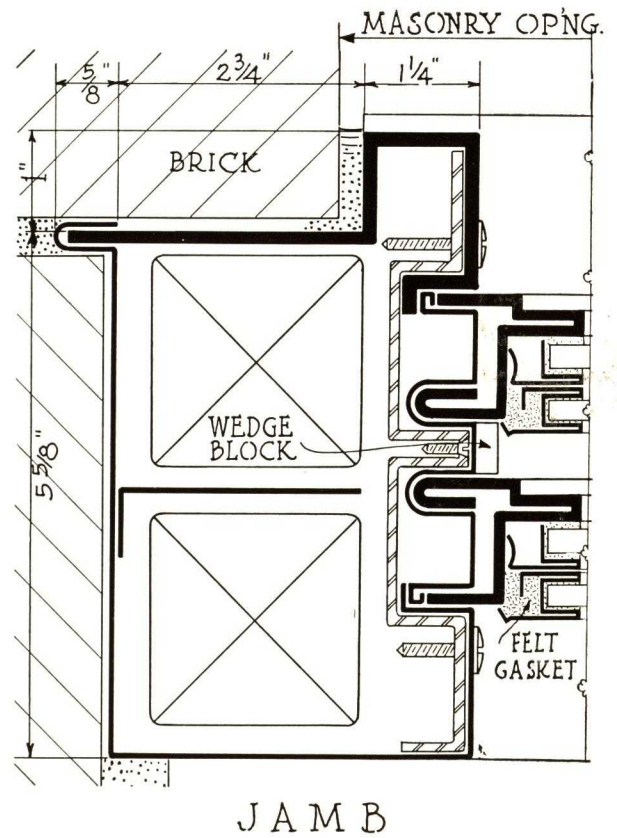 MASONRY OP'NG.
5/8"
2 3/4"
1 1/4"
1"
BRICK
5 5/8"
WEDGE
BLOCK
FELT
GASKET
JAMB